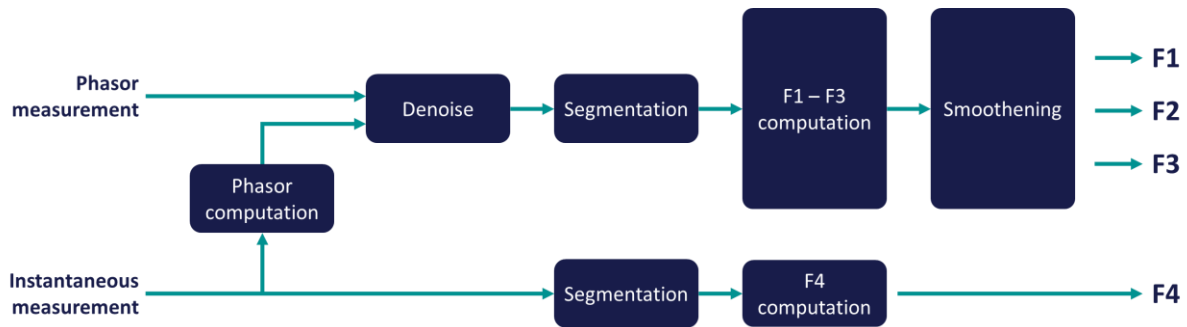 Phasor
measurement
Denoise
Segmentation
F1 – F3
computation
Smoothening
F1
F2
F3
Phasor
computation
Instantaneous
measurement
Segmentation
F4
computation
F4